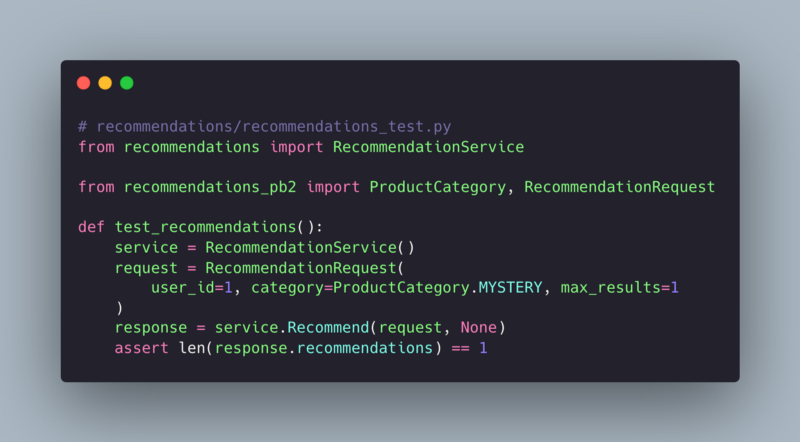 # recommendations/recommendations_test.py
from recommendations import RecommendationService

from recommendations_pb2 import ProductCategory, RecommendationRequest

def test_recommendations():
    service = RecommendationService()
    request = RecommendationRequest(
        user_id=1, category=ProductCategory.MYSTERY, max_results=1
    )
    response = service.Recommend(request, None)
    assert len(response.recommendations) == 1